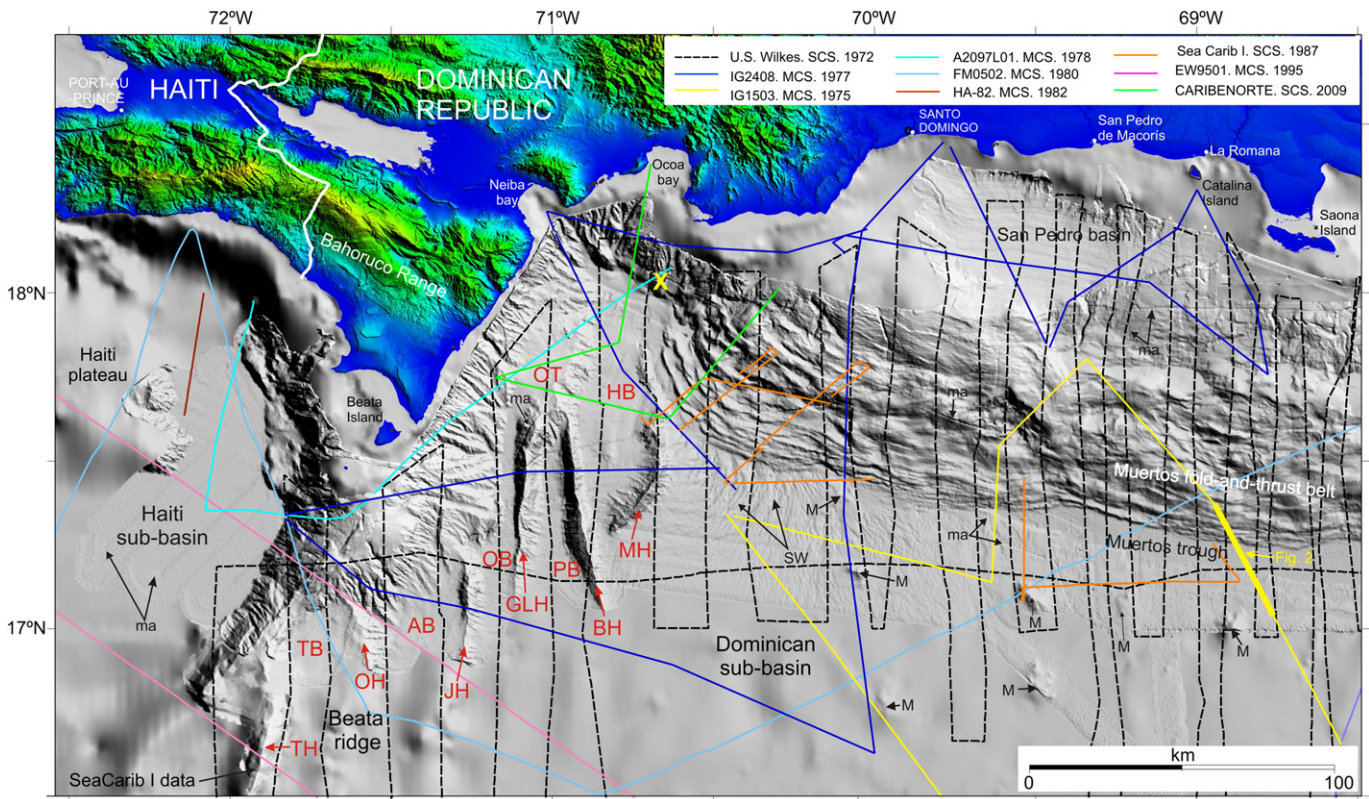 72ºW
71ºW
70ºW
69ºW
U.S. Wilkes. SCS. 1972
IG2408. MCS. 1977
IG1503. MCS. 1975
A2097L01. MCS. 1978
FM0502. MCS. 1980
HA-82. MCS. 1982
Sea Carib I. SCS. 1987
EW9501. MCS. 1995
CARIBENORTE. SCS. 2009
PORT-AU
-PRINCE
HAITI
DOMINICAN
REPUBLIC
SANTO
DOMINGO
San Pedro
de Macorís
La Romana
Catalina
Island
Saona
Island
Ocoa
bay
Neiba
bay
Bahoruco Range
San Pedro basin
18ºN
X
Haiti
plateau
Beata
Island
OT
HB
ma
ma
ma
Muertos fold-and-thrust belt
Haiti
sub-basin
M
ma
SW
MH
OB
PB
GLH
BH
Muertos trough
Fig. 2
M
ma
17ºN
TB
AB
OH
JH
Dominican
sub-basin
M
M
M
M
M
Beata
ridge
TH
SeaCarib I data
km
0
100